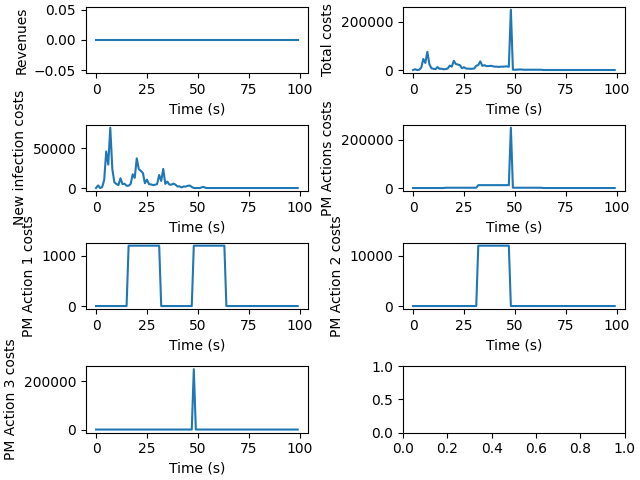 Revenues
0.05
0.00
−0.05
0 25 50 75 100
Time (s)
Total costs
200000
0
0 25 50 75 100
Time (s)
New infection costs
50000
0
0 25 50 75 100
Time (s)
PM Actions costs
200000
0
0 25 50 75 100
Time (s)
PM Action 1 costs
1000
0
0 25 50 75 100
Time (s)
PM Action 2 costs
10000
0
0 25 50 75 100
Time (s)
PM Action 3 costs
200000
0
0 25 50 75 100
Time (s)
1.0
0.5
0.0
0.0 0.2 0.4 0.6 0.8 1.0